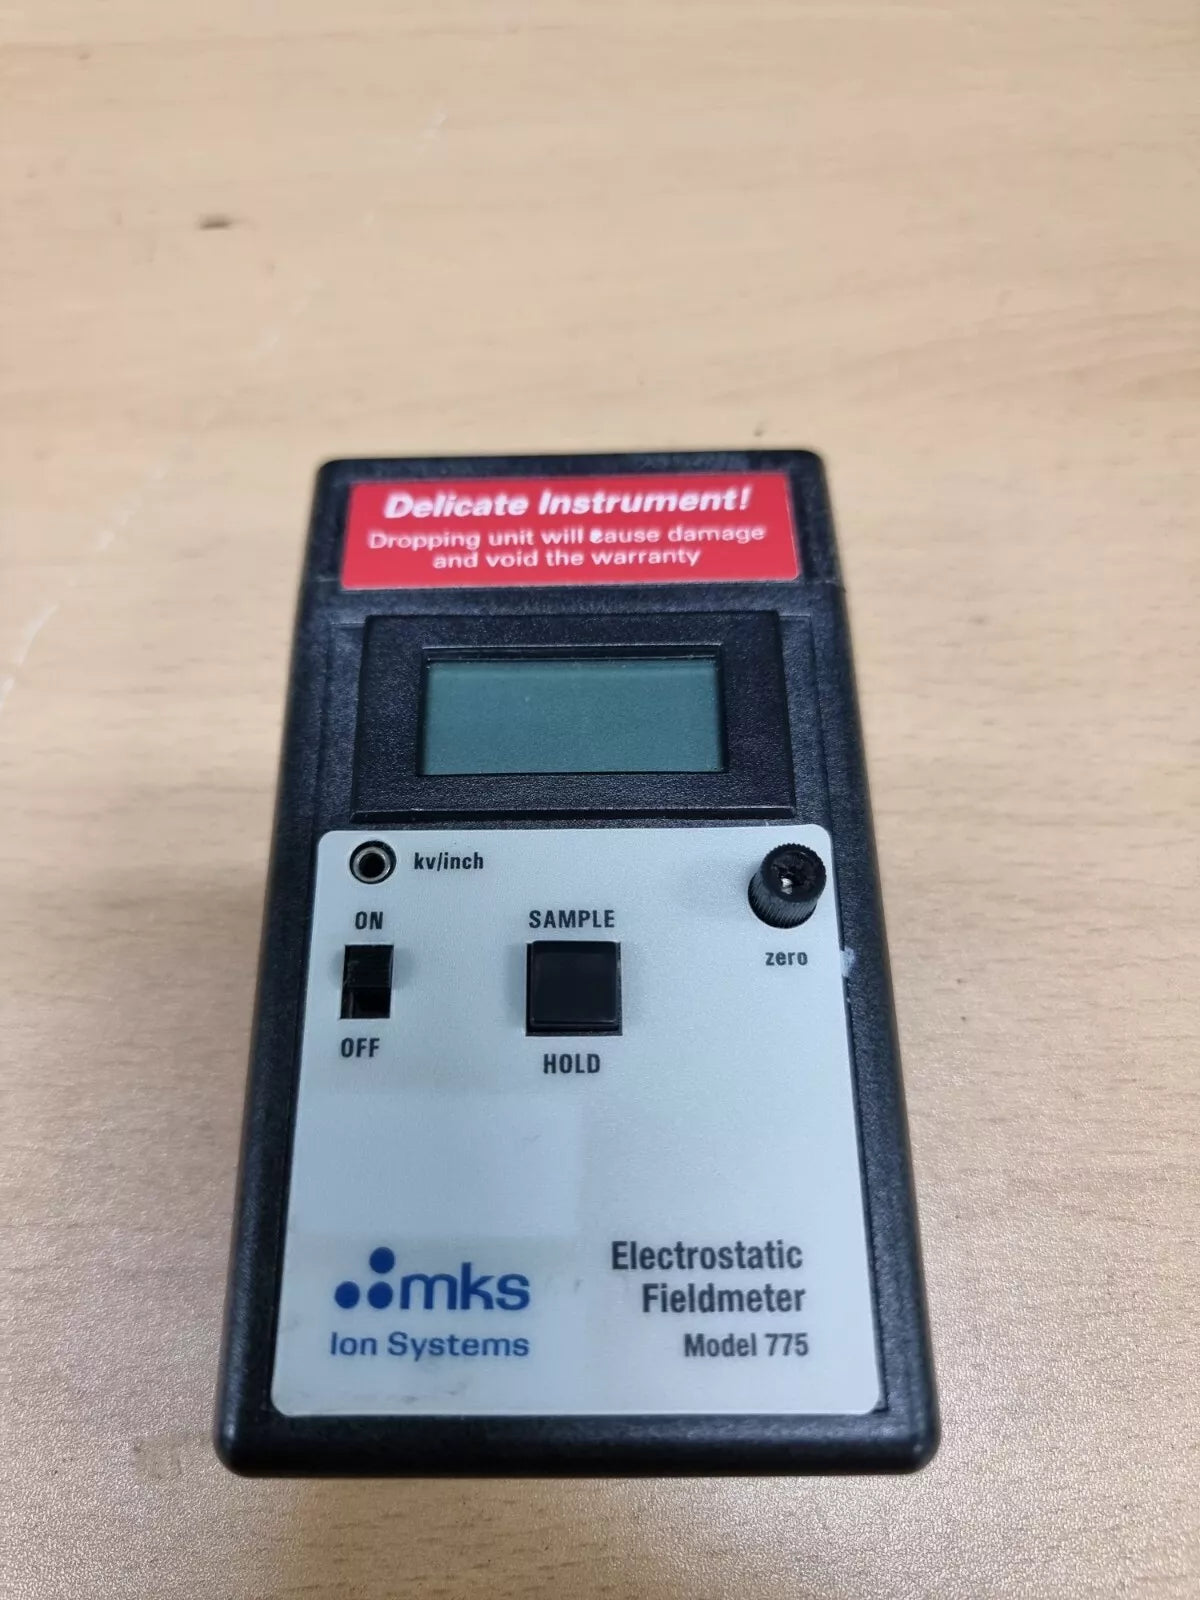 Delicate Instrument!
Dropping unit will cause damage
and void the warranty
kv/inch
ON
SAMPLE
zero
OFF
HOLD
mks
Ion Systems
Electrostatic
Fieldmeter
Model 775